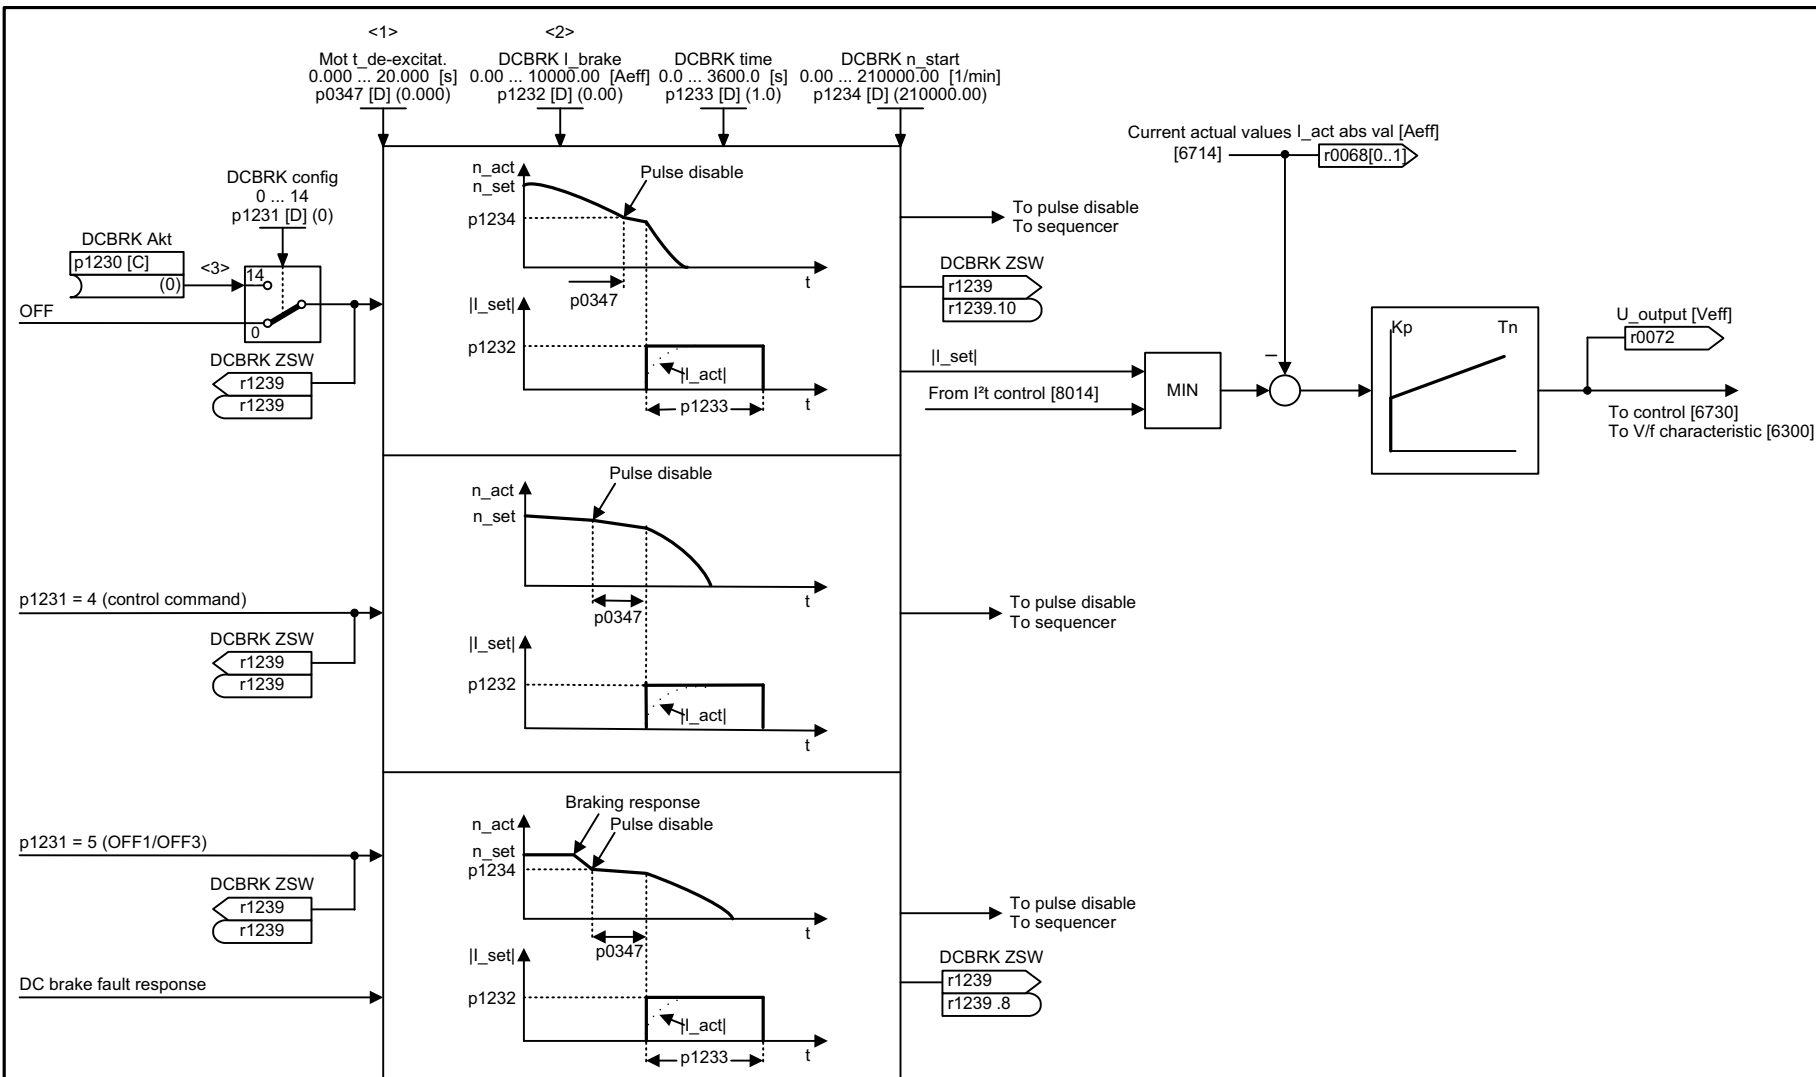 <1>
Mot t_de-excitat.
0.000 ... 20.000 [s]
p0347 [D] (0.000)
<2>
DCBRK I_brake
0.00 ... 10000.00 [Aeff]
p1232 [D] (0.00)
DCBRK time
0.0 ... 3600.0 [s]
p1233 [D] (1.0)
DCBRK n_start
0.00 ... 210000.00 [1/min]
p1234 [D] (210000.00)
DCBRK config
0 ... 14
p1231 [D] (0)
DCBRK Akt
p1230 [C]
(0)
<3>
14
0
OFF
DCBRK ZSW
r1239
r1239
n_act
n_set
p1234
Pulse disable
t
p0347
|I_set|
p1232
|I_act|
p1233
t
To pulse disable
To sequencer
DCBRK ZSW
r1239
r1239.10
|I_set|
From I²t control [8014]
MIN
Current actual values
[6714]
I_act abs val [Aeff]
r0068[0..1]
–
Kp
Tn
U_output [Veff]
r0072
To control [6730]
To V/f characteristic [6300]
p1231 = 4 (control command)
DCBRK ZSW
r1239
r1239
n_act
n_set
Pulse disable
t
p0347
|I_set|
p1232
|I_act|
t
To pulse disable
To sequencer
p1231 = 5 (OFF1/OFF3)
DCBRK ZSW
r1239
r1239
DC brake fault response
Braking response
Pulse disable
n_act
n_set
p1234
t
p0347
|I_set|
p1232
|I_act|
p1233
t
To pulse disable
To sequencer
DCBRK ZSW
r1239
r1239 .8